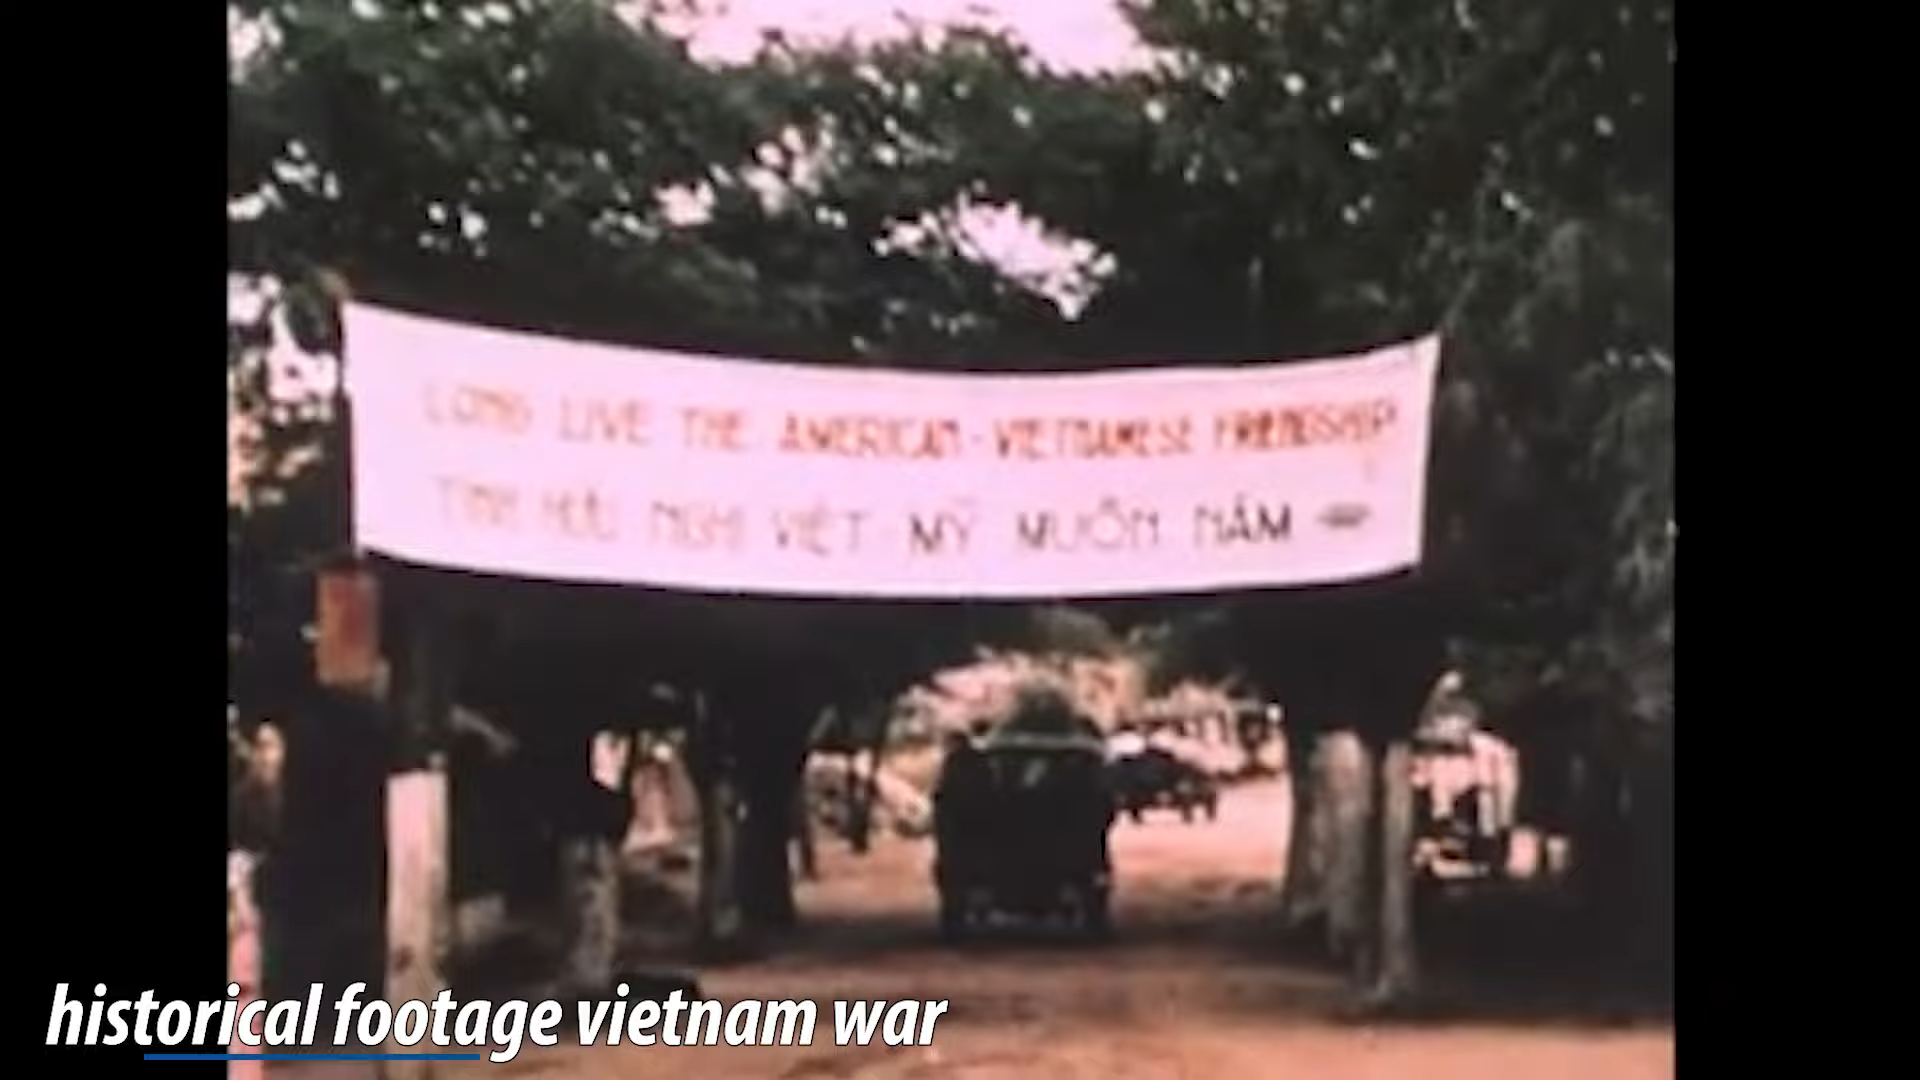 LONG LIVE THE AMERICAN - VIETNAMESE FRIENDSHIP
TÌNH HỮU NGHỊ VIỆT MỸ MUÔN NĂM
historical footage vietnam war